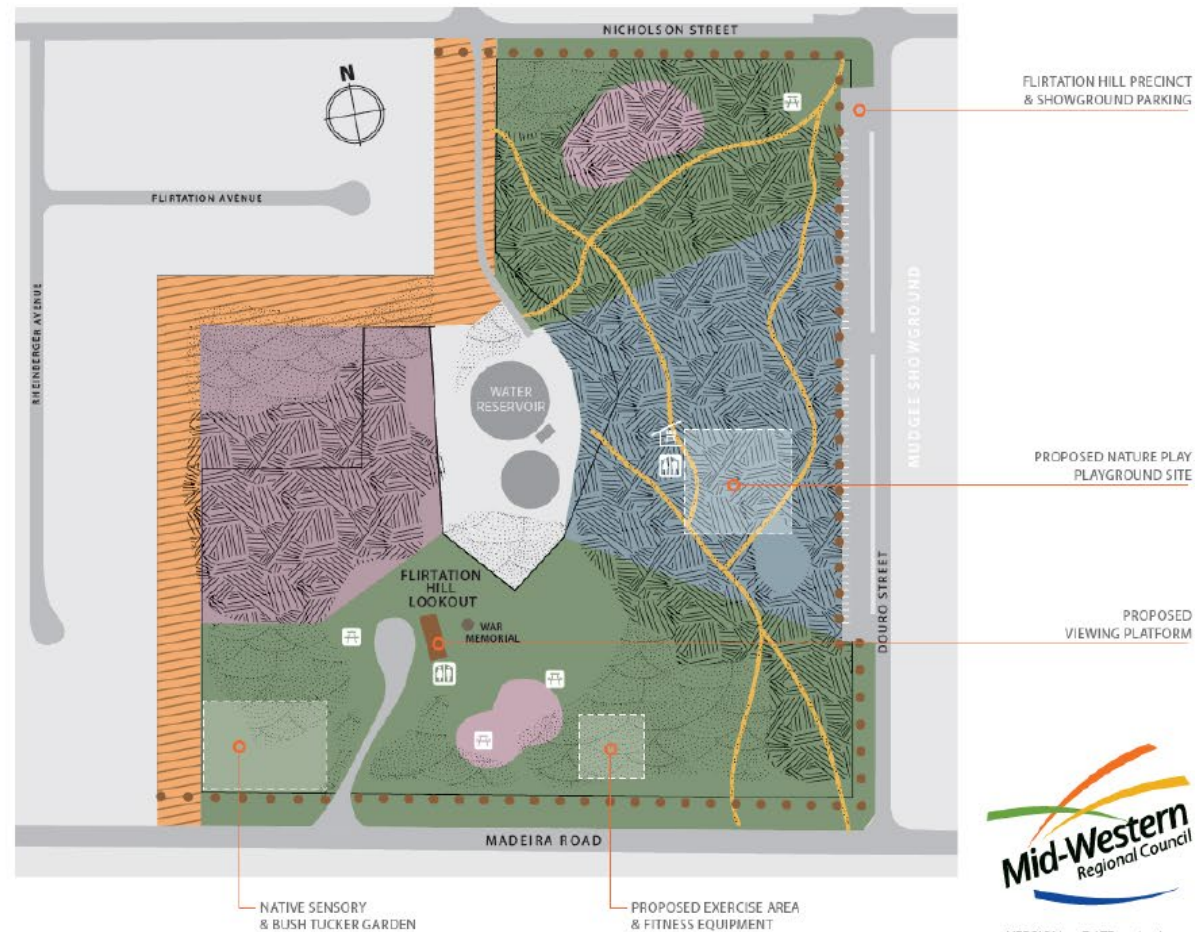 NICHOLSON STREET
N
FLIRTATION HILL PRECINCT
& SHOWGROUND PARKING
FLIRTATION AVENUE
RHEINBERGER AVENUE
MUDGEE SHOWGROUND
WATER
RESERVOIR
PROPOSED NATURE PLAY
PLAYGROUND SITE
FLIRTATION
HILL
LOOKOUT
WAR
MEMORIAL
DOURO STREET
PROPOSED
VIEWING PLATFORM
MADEIRA ROAD
Mid-Western
Regional Council
NATIVE SENSORY
& BUSH TUCKER GARDEN
PROPOSED EXERCISE AREA
& FITNESS EQUIPMENT